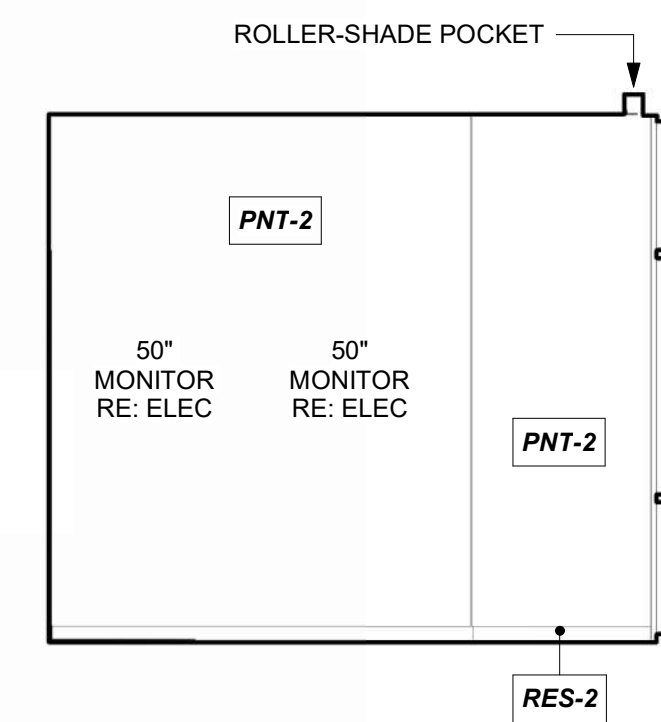 ROLLER-SHADE POCKET
PNT-2
50"
MONITOR
RE: ELEC
50"
MONITOR
RE: ELEC
PNT-2
RES-2